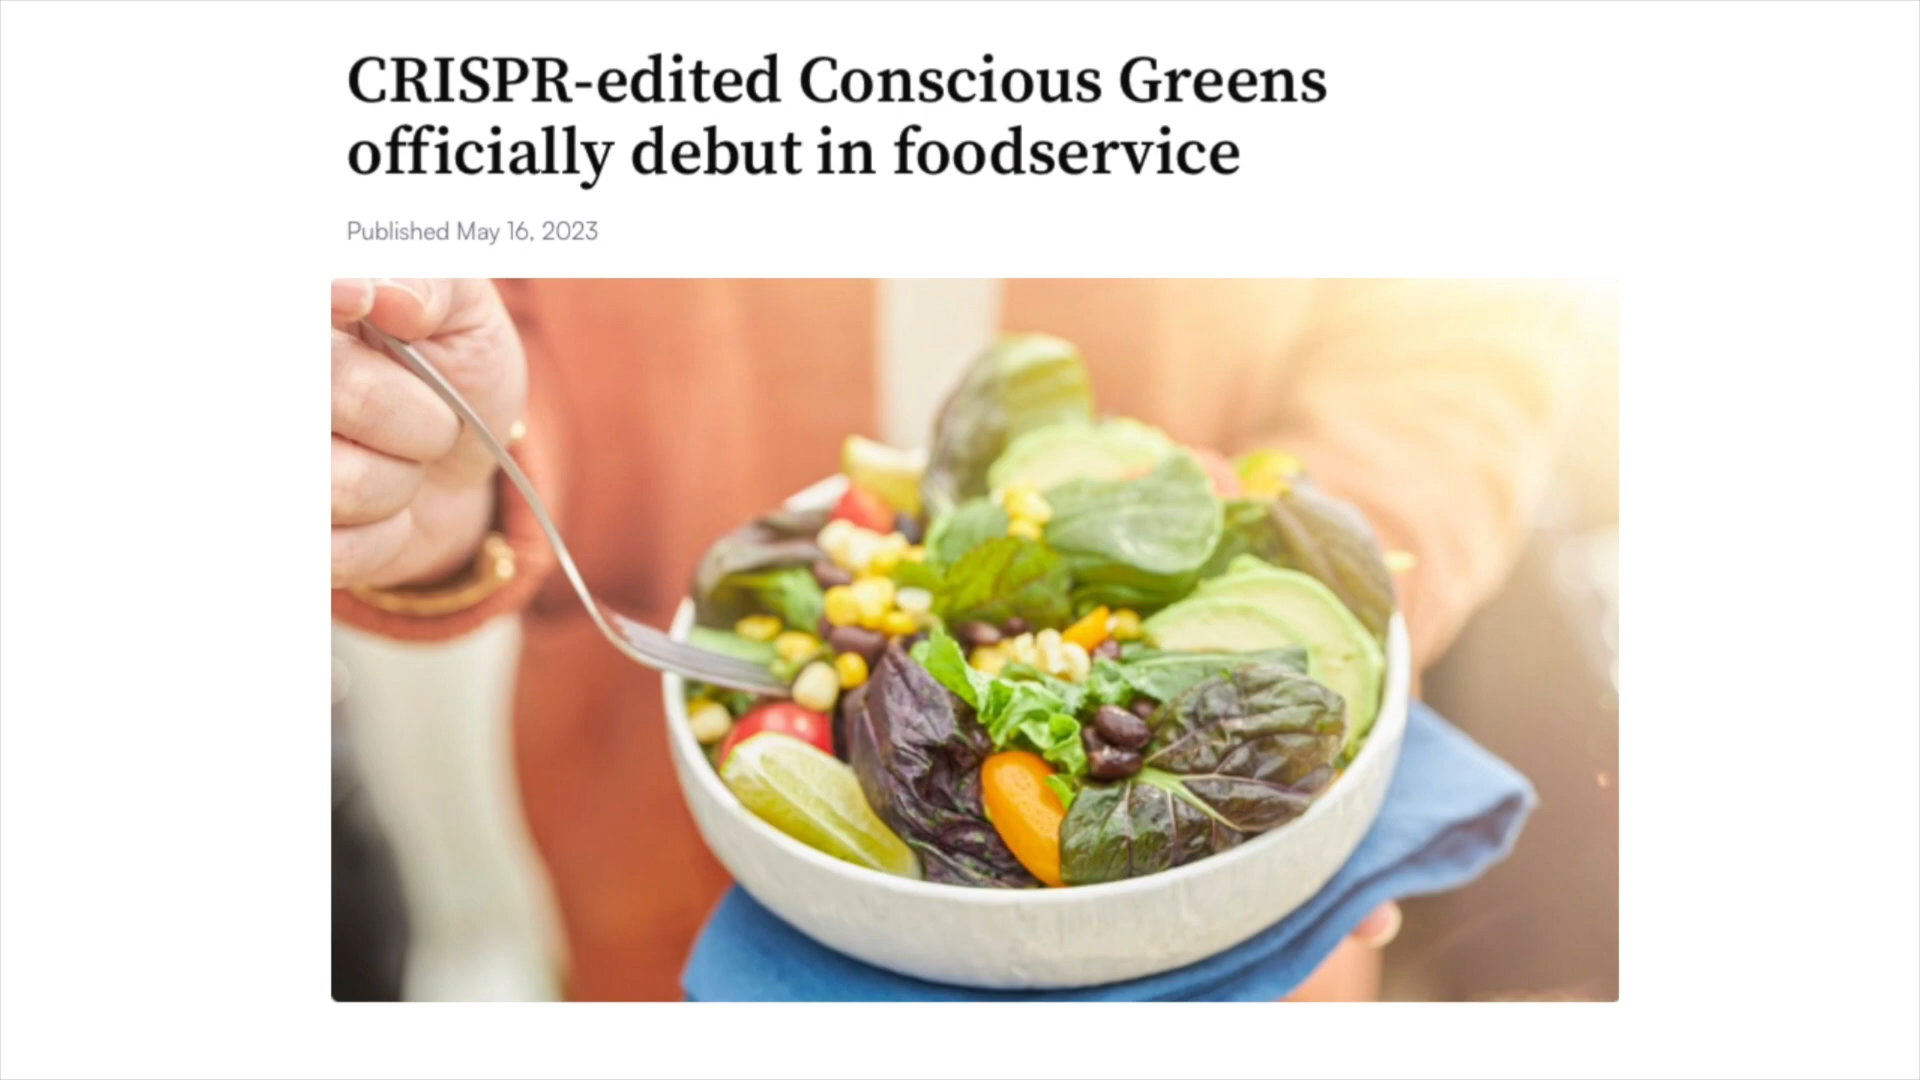 CRISPR-edited Conscious Greens
officially debut in foodservice
Published May 16, 2023